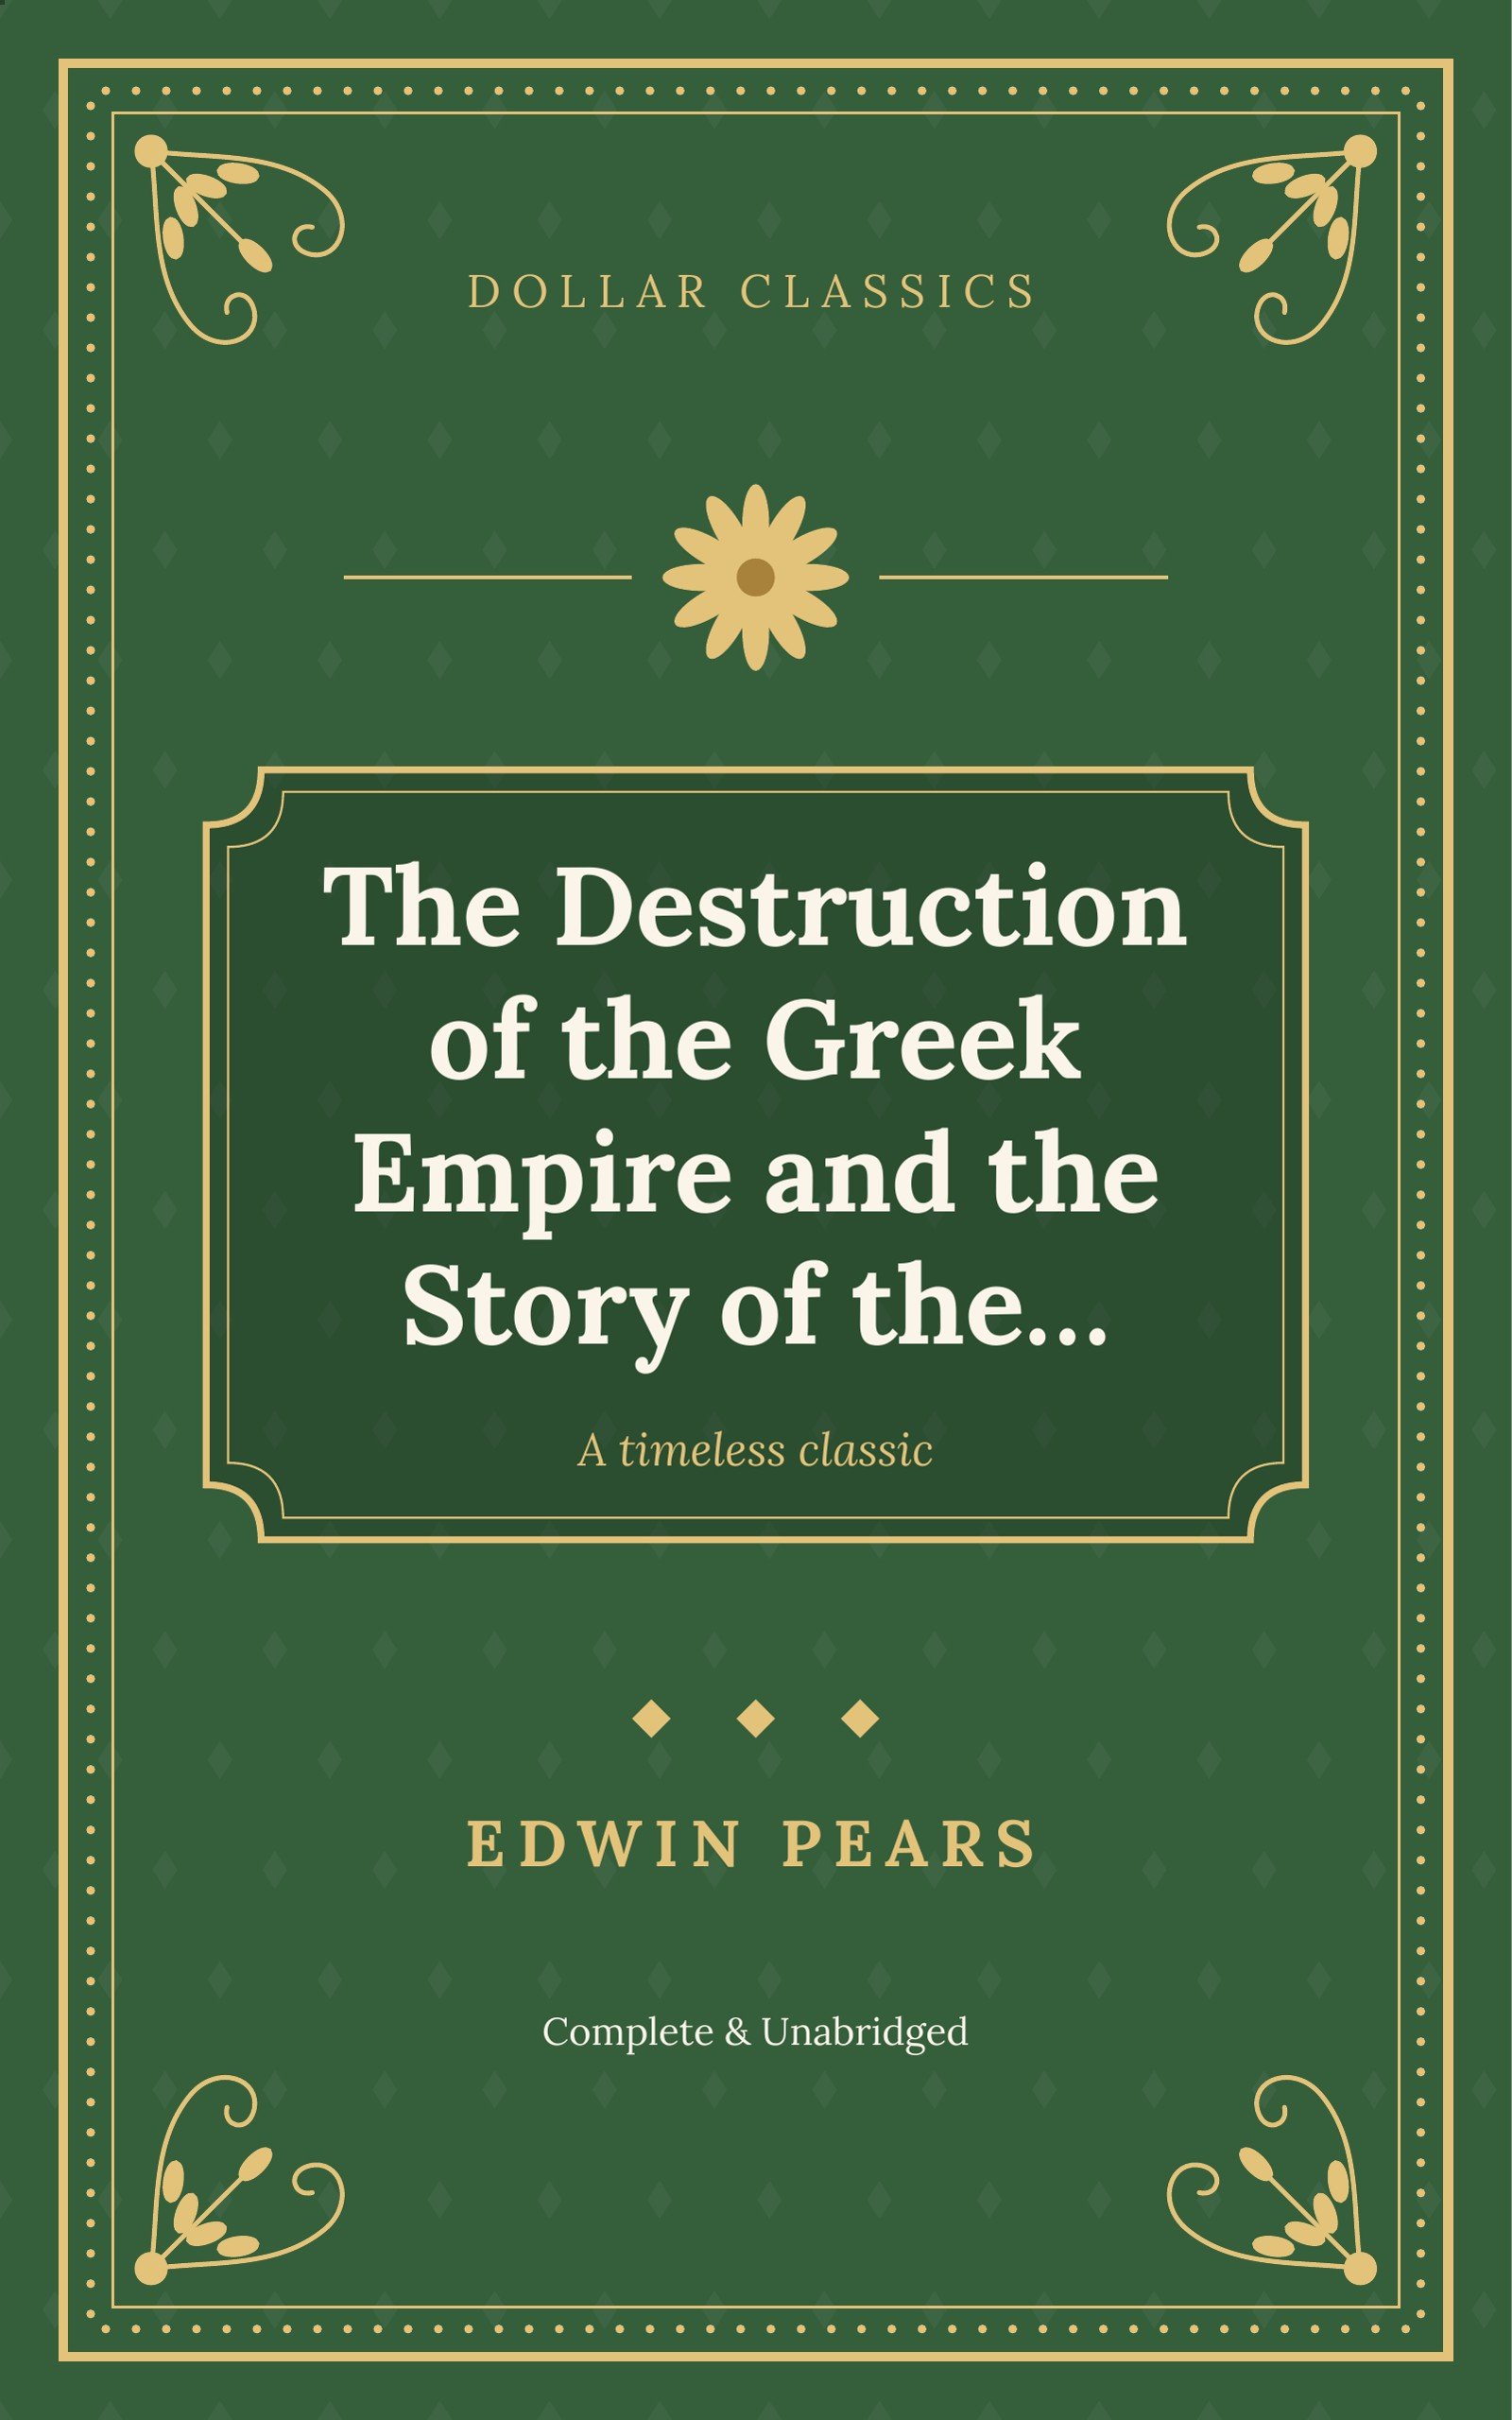 DOLLAR CLASSICS
The Destruction
of the Greek
Empire and the
Story of the...
A timeless classic
EDWIN PEARS
Complete & Unabridged